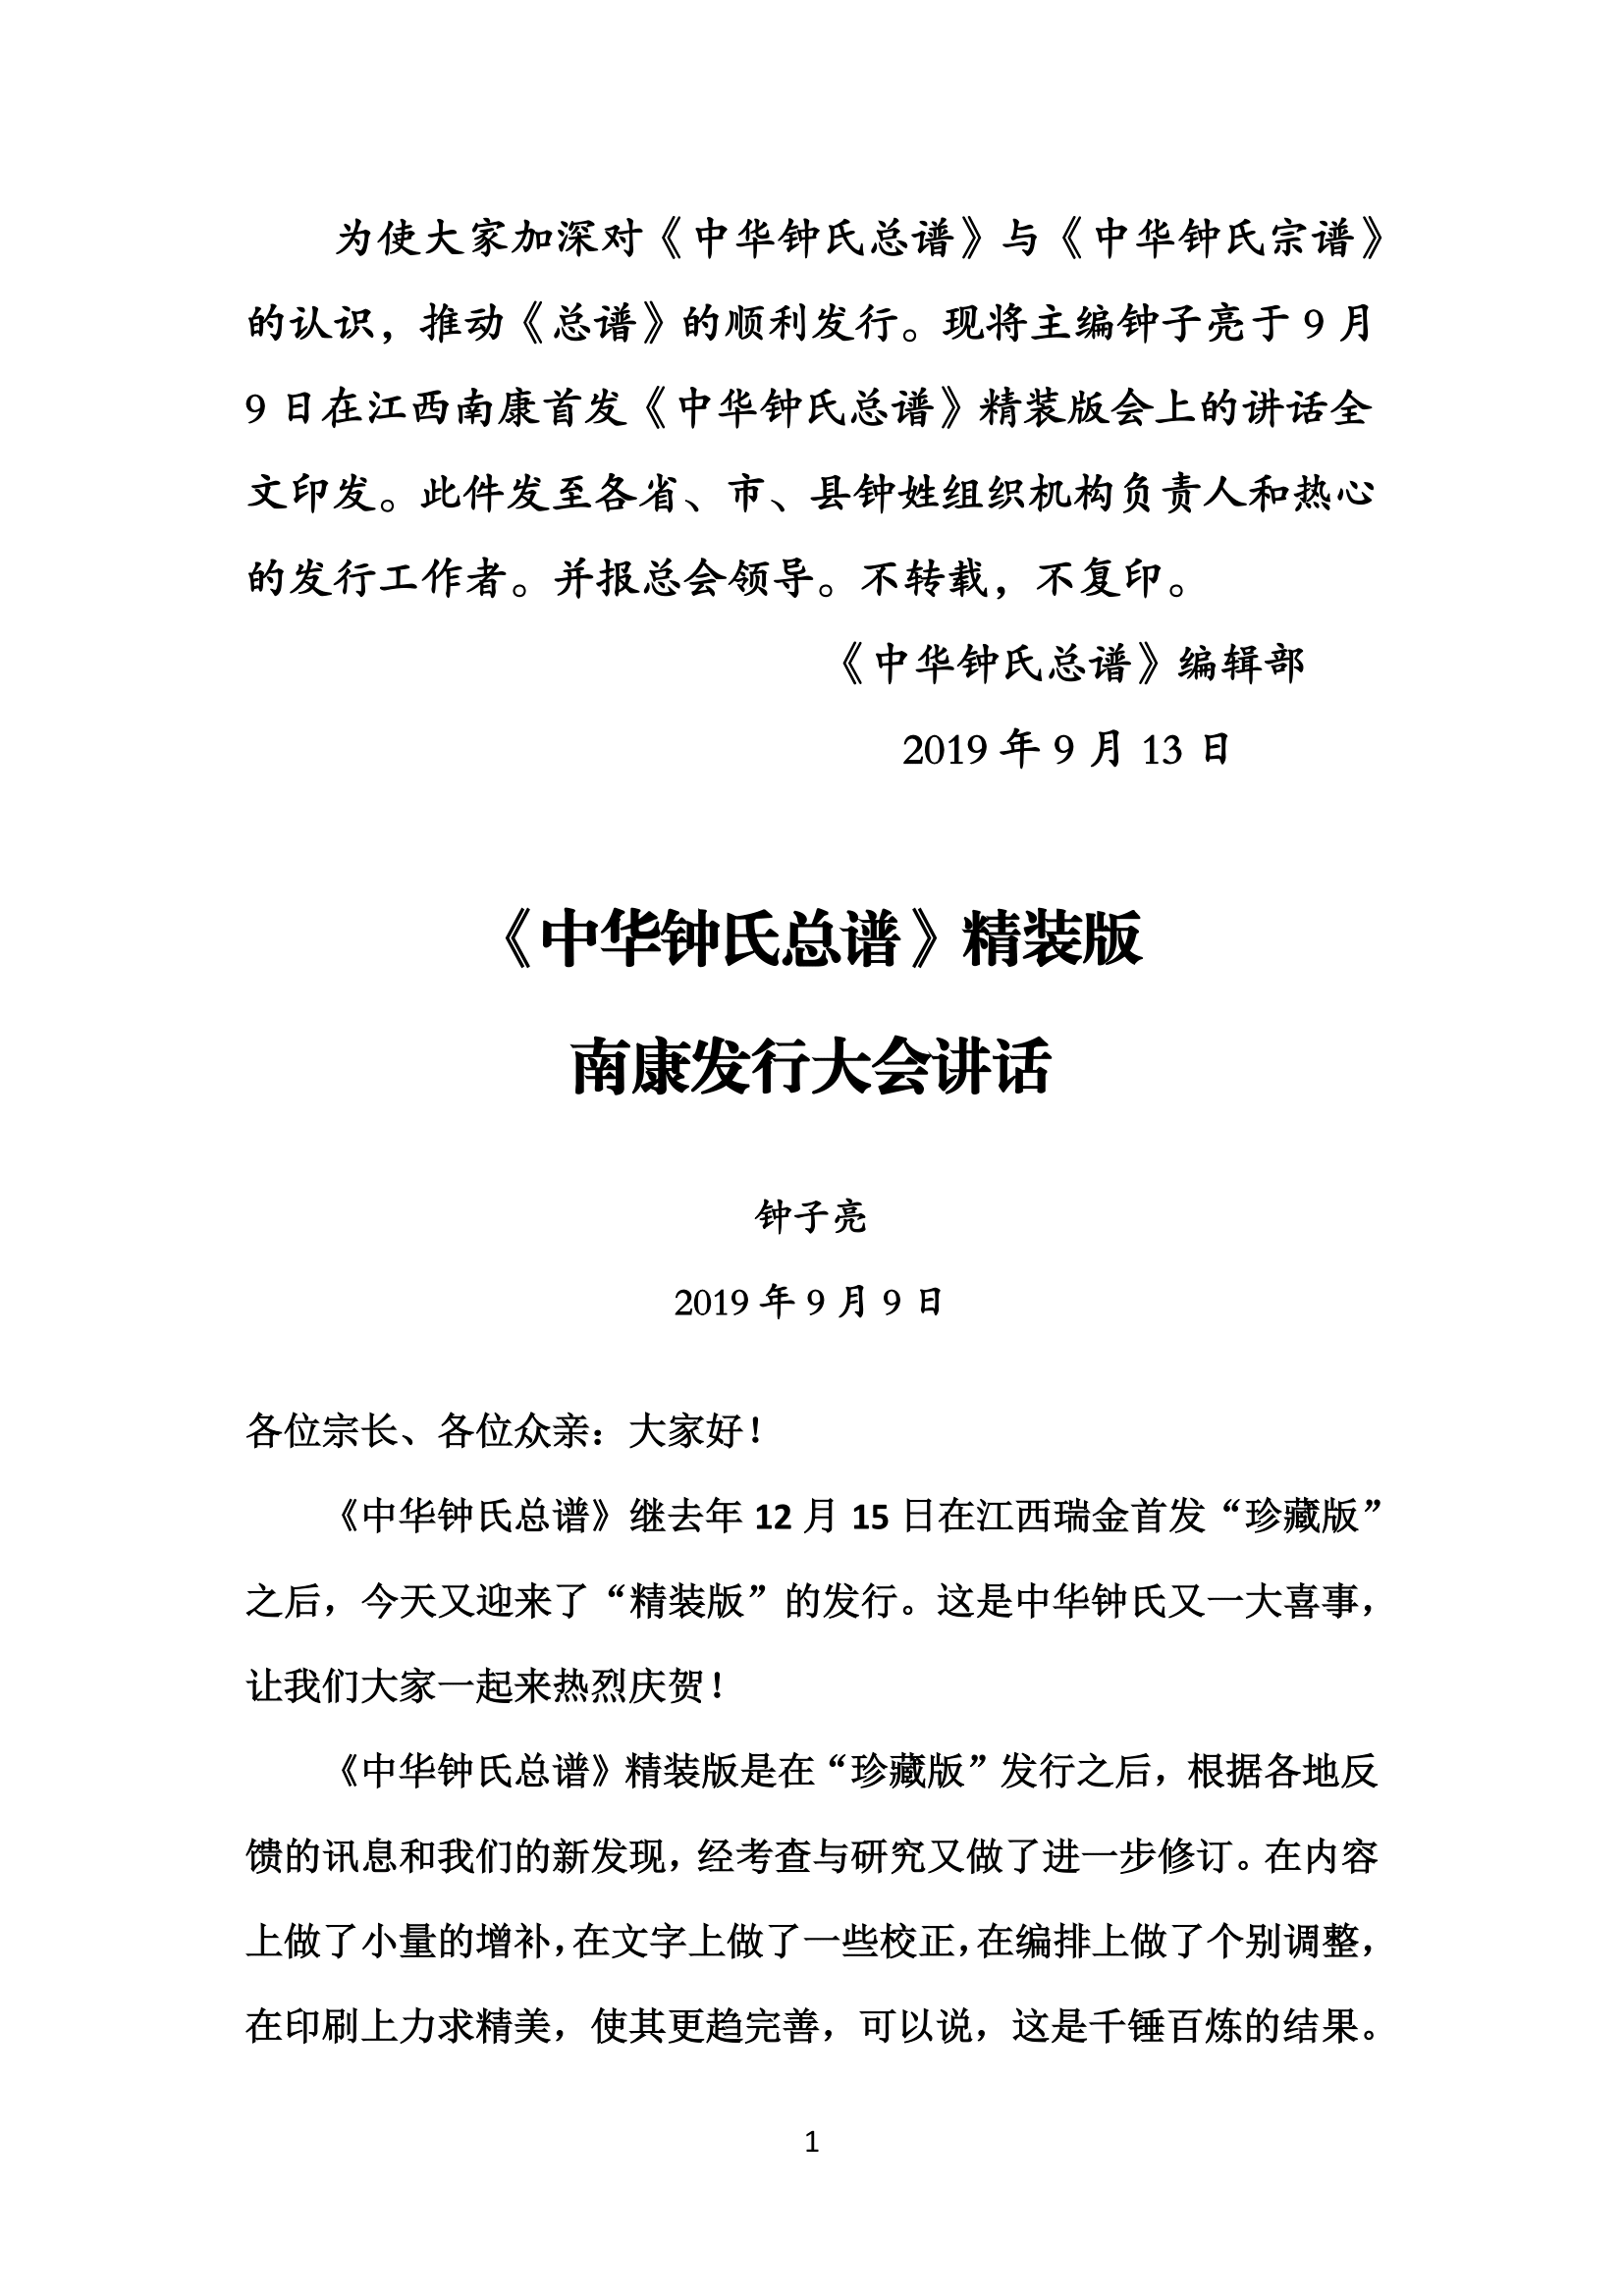 为使大家加深对《中华钟氏总谱》与《中华钟氏宗谱》
的认识，推动《总谱》的顺利发行。现将主编钟子亮于 9 月
9 日在江西南康首发《中华钟氏总谱》精装版会上的讲话全
文印发。此件发至各省、市、县钟姓组织机构负责人和热心
的发行工作者。并报总会领导。不转载，不复印。
《中华钟氏总谱》编辑部
2019 年 9 月 13 日
《中华钟氏总谱》精装版
南康发行大会讲话
钟子亮
2019 年 9 月 9 日
各位宗长、各位众亲：大家好！
《中华钟氏总谱》继去年 12 月 15 日在江西瑞金首发“珍藏版”
之后，今天又迎来了“精装版”的发行。这是中华钟氏又一大喜事，
让我们大家一起来热烈庆贺！
《中华钟氏总谱》精装版是在“珍藏版”发行之后，根据各地反
馈的讯息和我们的新发现，经考查与研究又做了进一步修订。在内容
上做了小量的增补，在文字上做了一些校正，在编排上做了个别调整，
在印刷上力求精美，使其更趋完善，可以说，这是千锤百炼的结果。
1